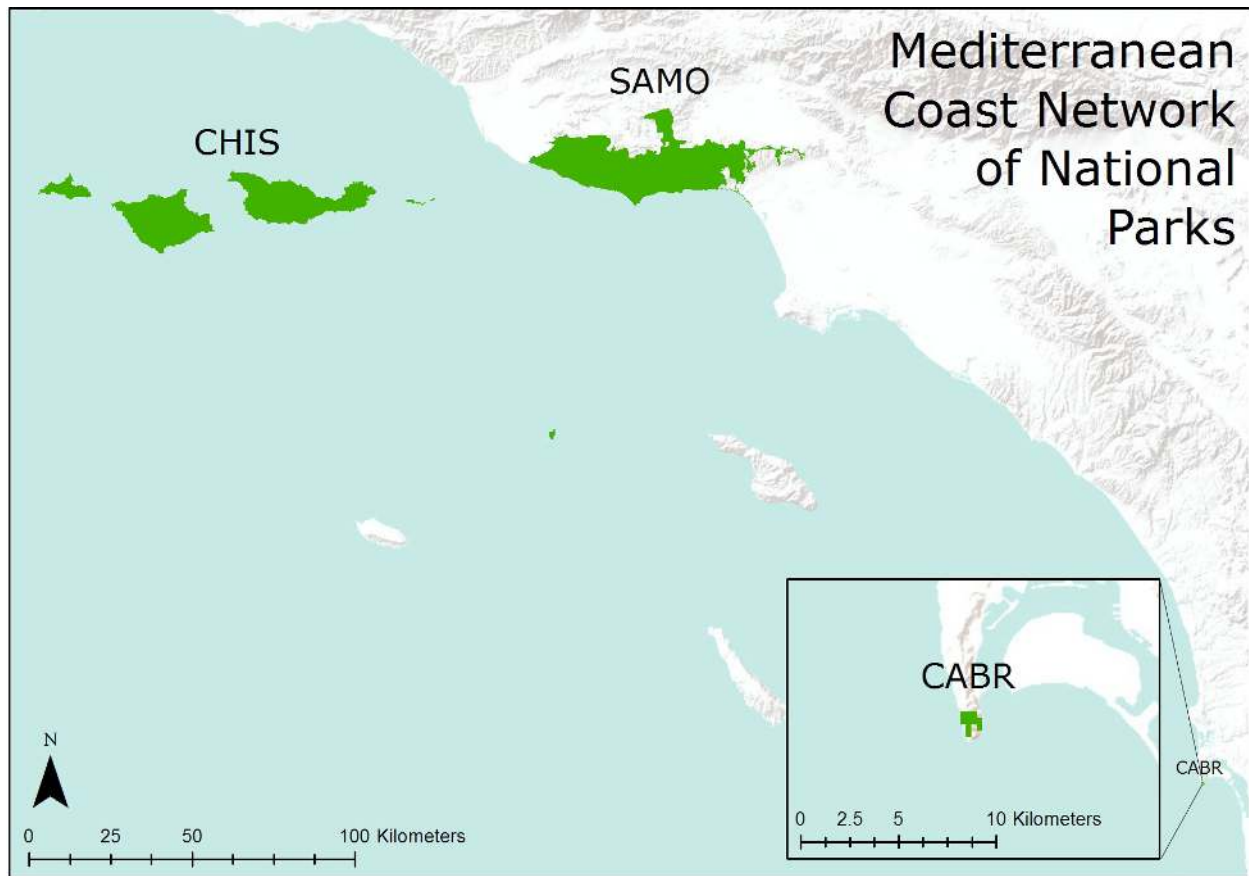 Mediterranean
Coast Network
of National
Parks
SAMO
CHIS
CABR
CABR
N
0 25 50 100 Kilometers
0 2.5 5 10 Kilometers